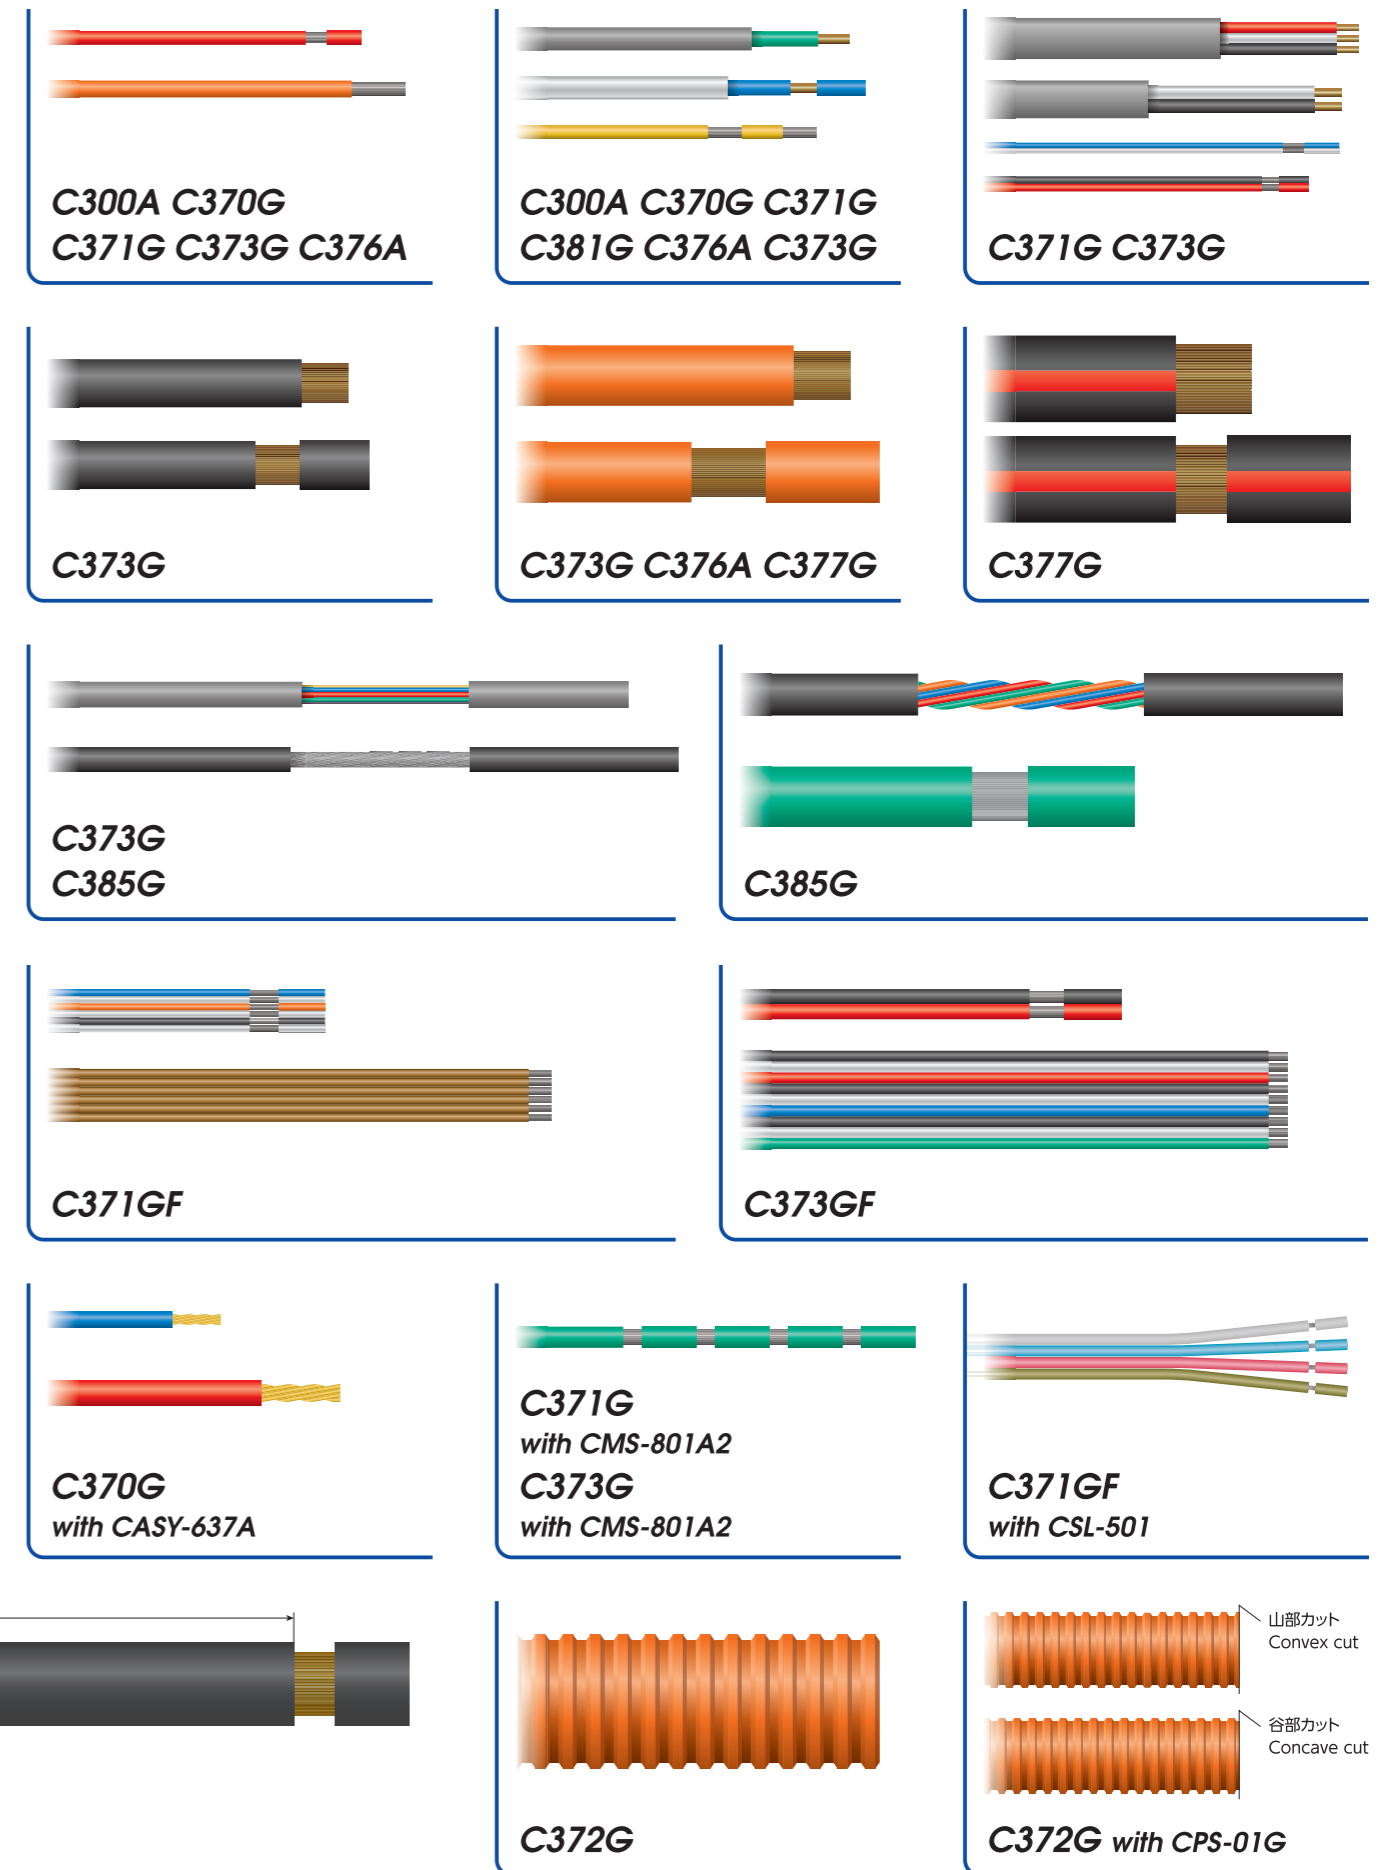 C300A C370G
C371G C373G C376A
C300A C370G C371G
C381G C376A C373G
C371G C373G
C373G
C373G C376A C377G
C377G
C373G
C385G
C385G
C371GF
C373GF
C370G
with CASY-637A
C371G
with CMS-801A2
C373G
with CMS-801A2
C371GF
with CSL-501
C372G
山部カット
Convex cut
谷部カット
Concave cut
C372G with CPS-01G